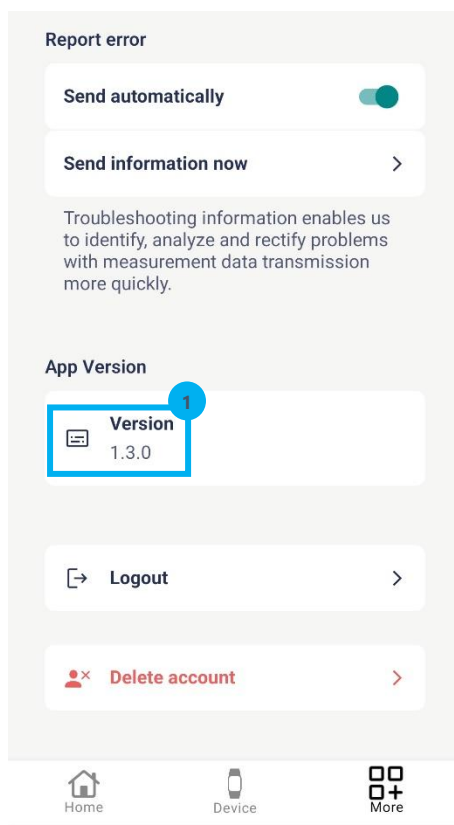 Report error
Send automatically
Send information now
Troubleshooting information enables us
to identify, analyze and rectify problems
with measurement data transmission
more quickly.
App Version
1
Version
1.3.0
Logout
Delete account
Home
Device
More